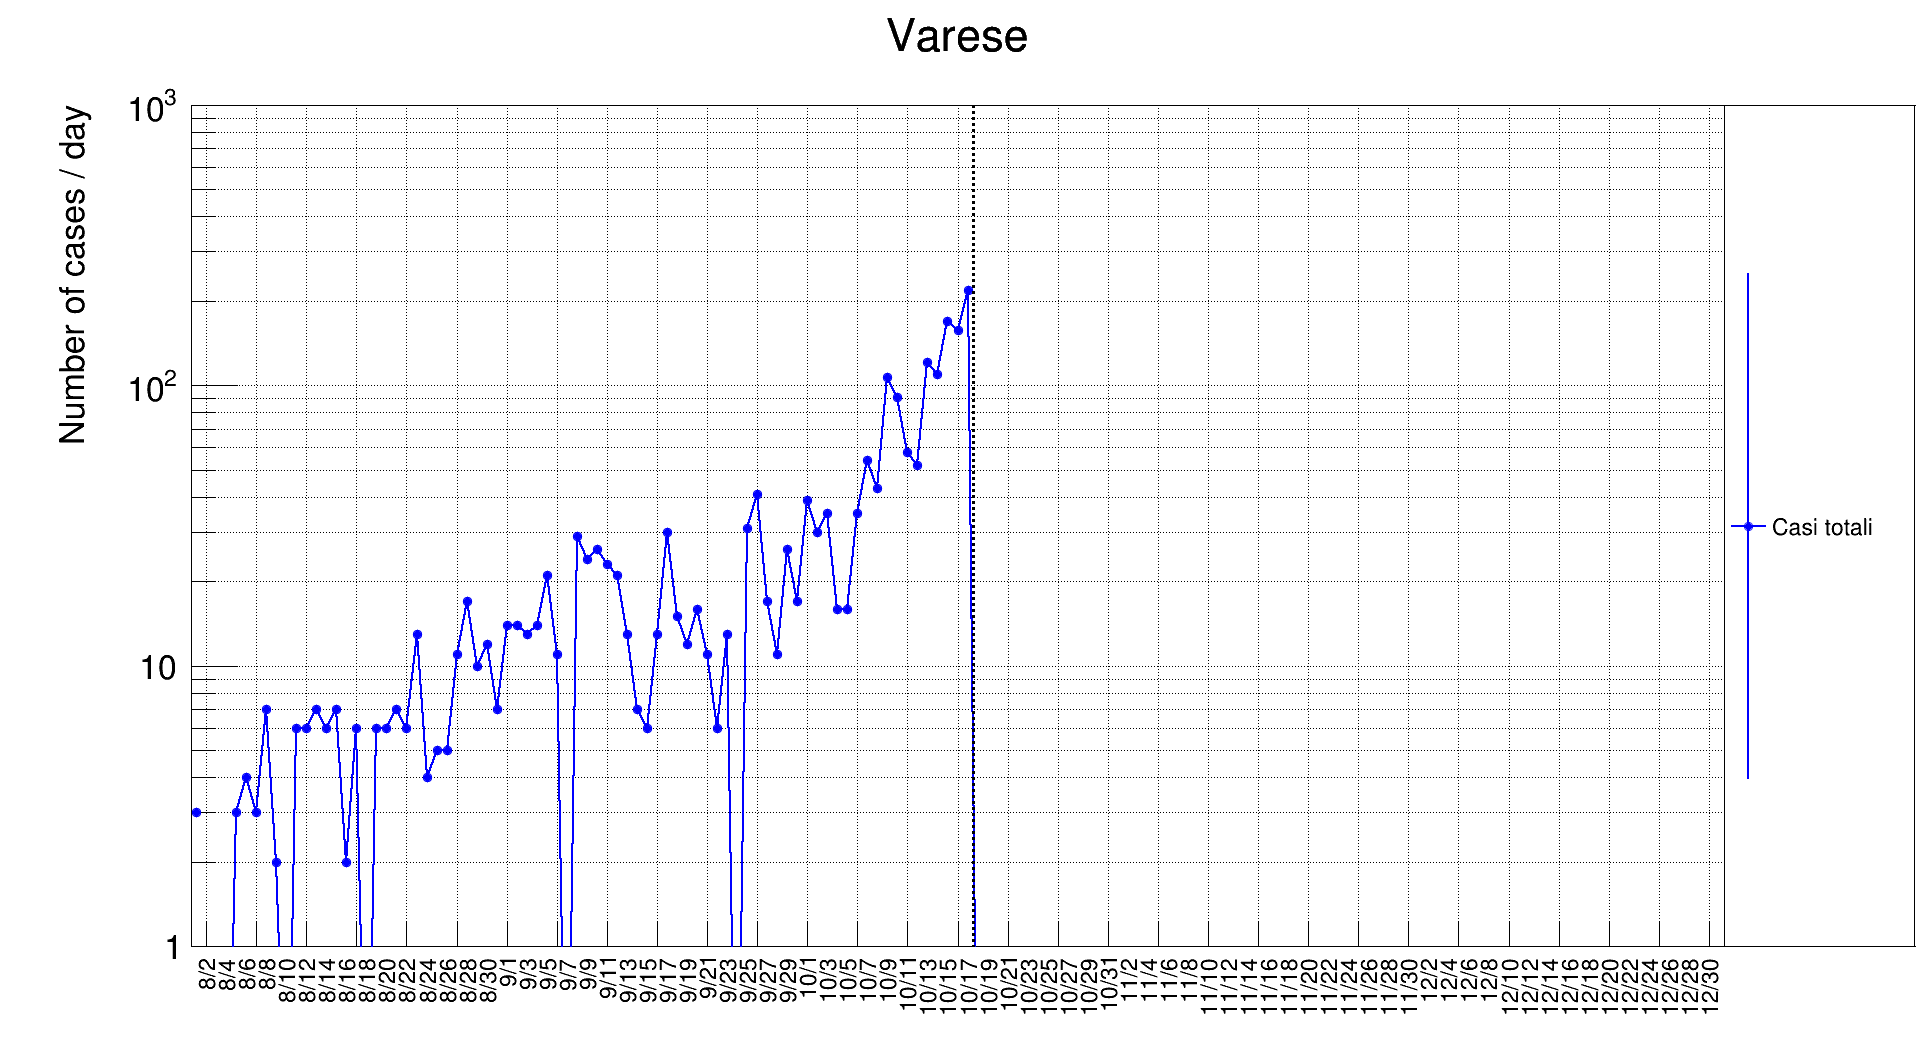 Varese
Number of cases / day
10³
10²
10
1
8/2 8/4 8/6 8/8 8/10 8/12 8/14 8/16 8/18 8/20 8/22 8/24 8/26 8/28 8/30 9/1 9/3 9/5 9/7 9/9 9/11 9/13 9/15 9/17 9/19 9/21 9/23 9/25 9/27 9/29 10/1 10/3 10/5 10/7 10/9 10/11 10/13 10/15 10/17 10/19 10/21 10/23 10/25 10/27 10/29 10/31 11/2 11/4 11/6 11/8 11/10 11/12 11/14 11/16 11/18 11/20 11/22 11/24 11/26 11/28 11/30 12/2 12/4 12/6 12/8 12/10 12/12 12/14 12/16 12/18 12/20 12/22 12/24 12/26 12/28 12/30
Casi totali